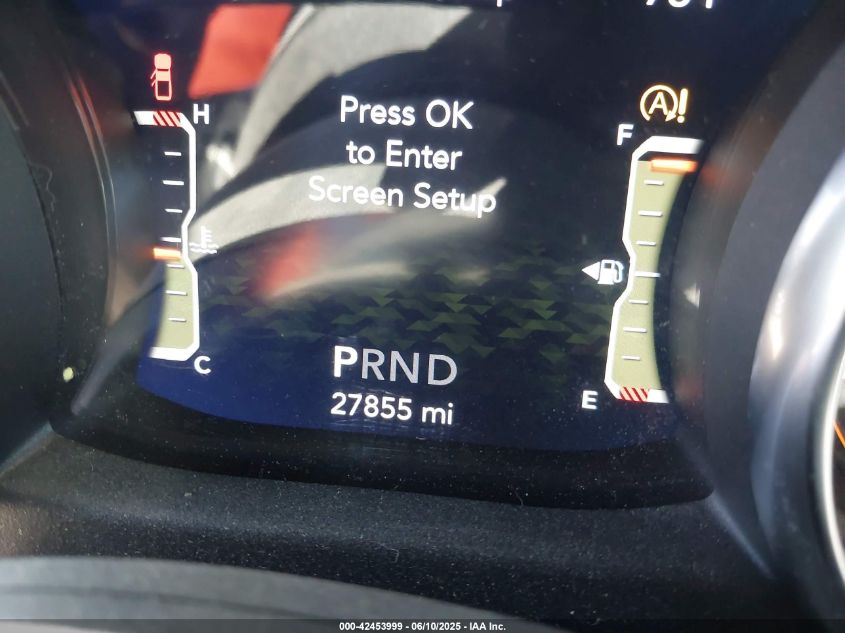 H
Press OK
to Enter
Screen Setup
A!
F
C
E
PRND
27855 mi
000-42453999 - 06/10/2025 - IAA Inc.